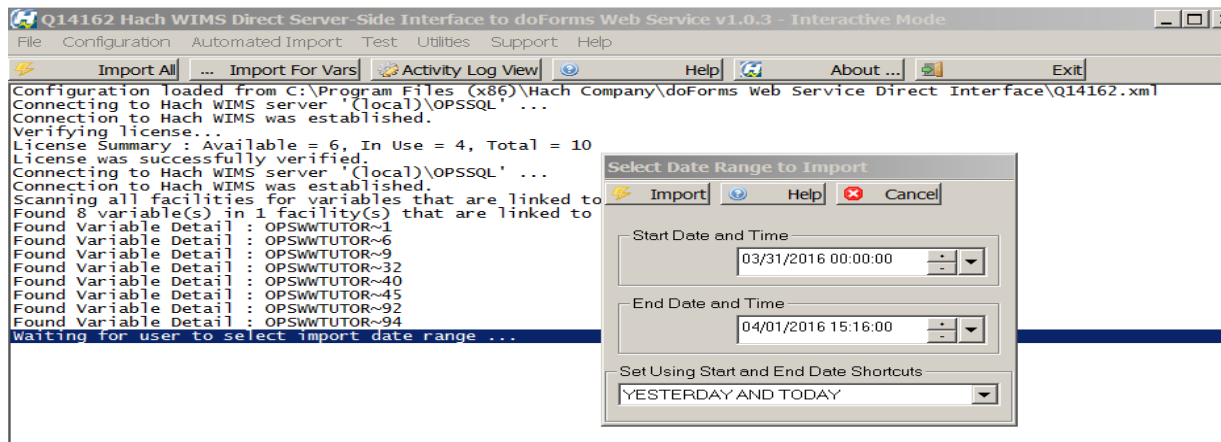 Q14162 Hach WIMS Direct Server-Side Interface to doForms Web Service v1.0.3 - Interactive Mode
File Configuration Automated Import Test Utilities Support Help
Import All ... Import For Vars Activity Log View Help About ... Exit
Configuration loaded from C:\Program Files (x86)\Hach Company\doForms Web Service Direct Interface\Q14162.xml
Connecting to Hach WIMS server '(local)\OPSSQL' ...
Connection to Hach WIMS was established.
Verifying license...
License Summary : Available = 6, In Use = 4, Total = 10
License was successfully verified.
Connecting to Hach WIMS server '(local)\OPSSQL' ...
Connection to Hach WIMS was established.
Scanning all facilities for variables that are linked to
Found 8 variable(s) in 1 facility(s) that are linked to
Found Variable Detail : OPSWWTUTOR~1
Found Variable Detail : OPSWWTUTOR~6
Found Variable Detail : OPSWWTUTOR~9
Found Variable Detail : OPSWWTUTOR~32
Found Variable Detail : OPSWWTUTOR~40
Found Variable Detail : OPSWWTUTOR~45
Found Variable Detail : OPSWWTUTOR~92
Found Variable Detail : OPSWWTUTOR~94
Waiting for user to select import date range ...
Select Date Range to Import
Import Help Cancel
Start Date and Time
03/31/2016 00:00:00
End Date and Time
04/01/2016 15:16:00
Set Using Start and End Date Shortcuts
YESTERDAY AND TODAY